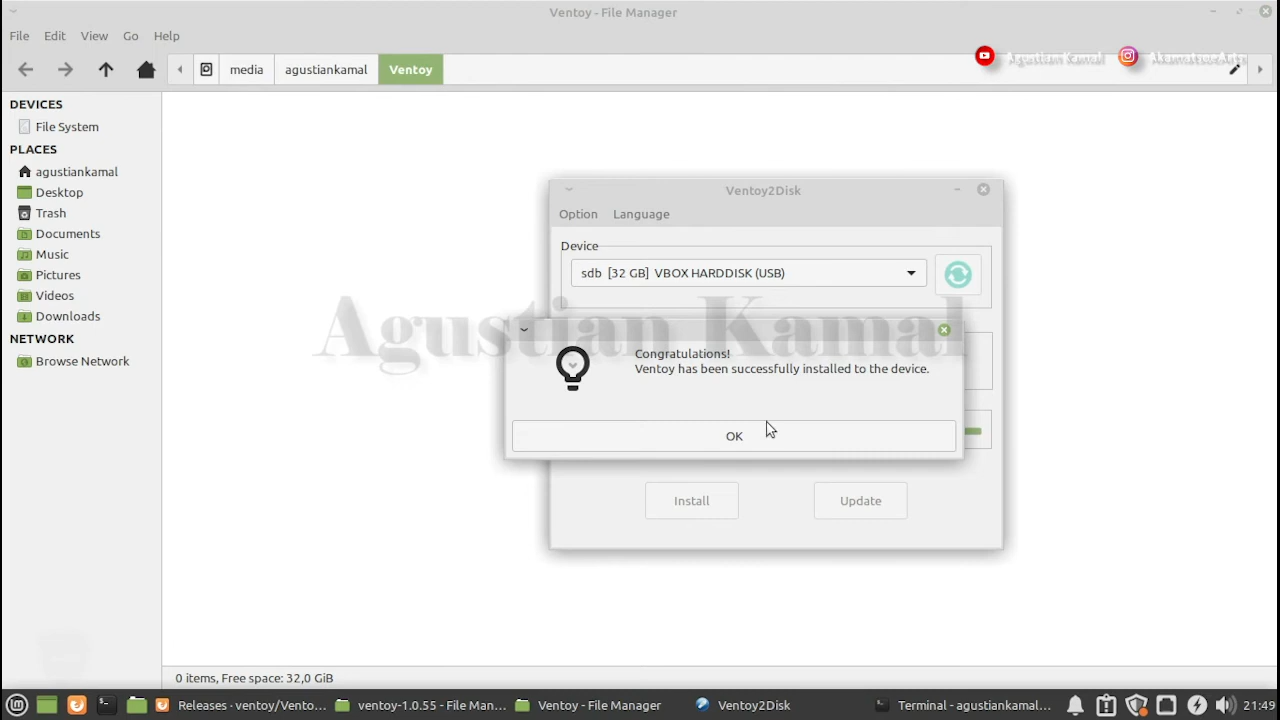 Ventoy - File Manager
File Edit View Go Help
media agustiankamal Ventoy
Agustian Kamal AkamatsueArts
DEVICES
File System
PLACES
agustiankamal
Desktop
Trash
Documents
Music
Pictures
Videos
Downloads
NETWORK
Browse Network
Ventoy2Disk
Option Language
Device
sdb [32 GB] VBOX HARDDISK (USB)
Agustian Kamal
Congratulations!
Ventoy has been successfully installed to the device.
OK
Install Update
0 items, Free space: 32,0 GiB
Releases · ventoy/Vento... ventoy-1.0.55 - File Man... Ventoy - File Manager Ventoy2Disk Terminal - agustiankamal... 21:49